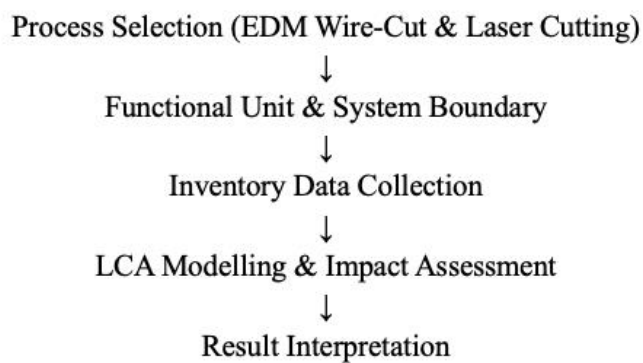 Process Selection (EDM Wire-Cut & Laser Cutting)
↓
Functional Unit & System Boundary
↓
Inventory Data Collection
↓
LCA Modelling & Impact Assessment
↓
Result Interpretation